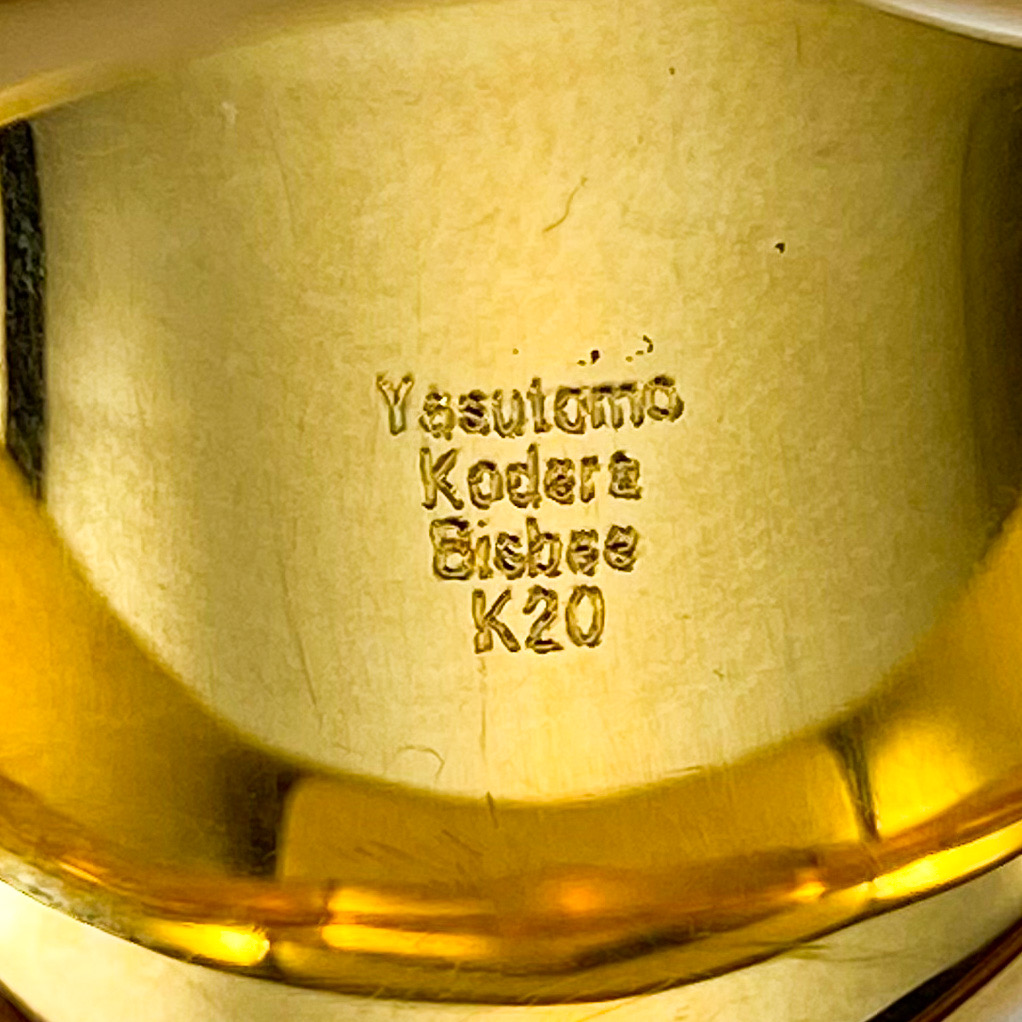 Yasutomo
Kodera
Bisbee
K20